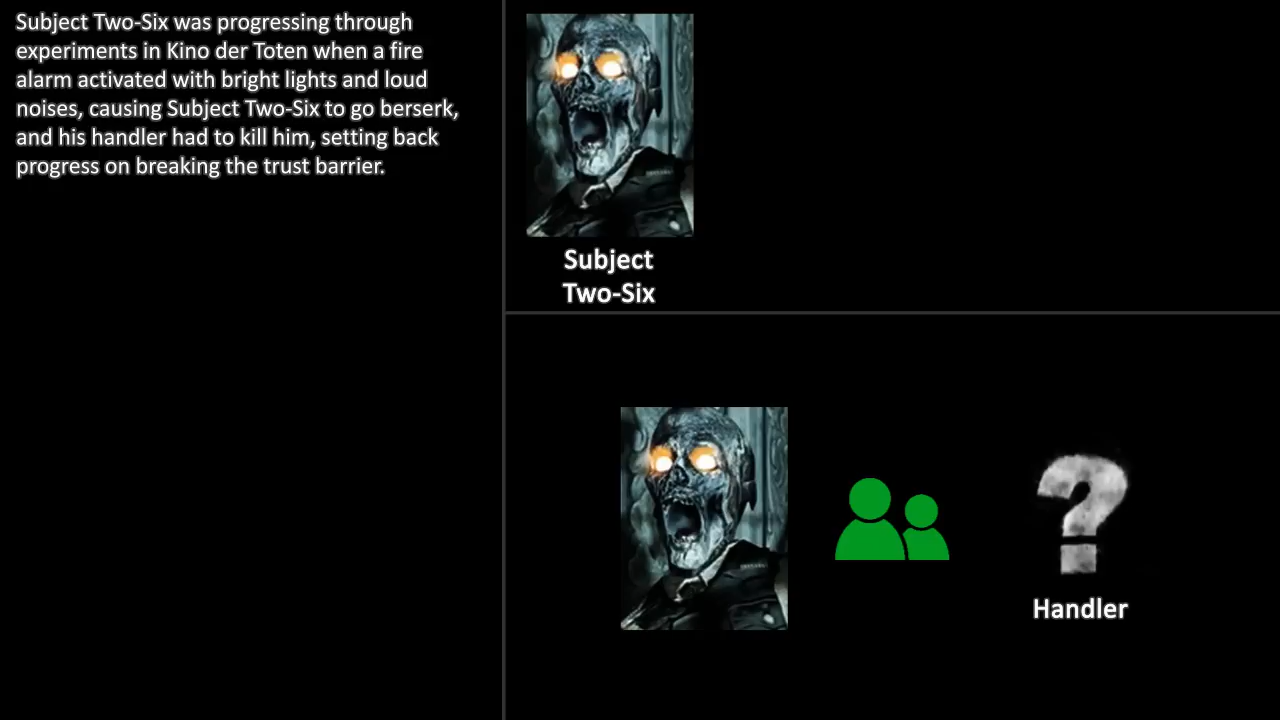 Subject Two-Six was progressing through
experiments in Kino der Toten when a fire
alarm activated with bright lights and loud
noises, causing Subject Two-Six to go berserk,
and his handler had to kill him, setting back
progress on breaking the trust barrier.
Subject
Two-Six
Handler